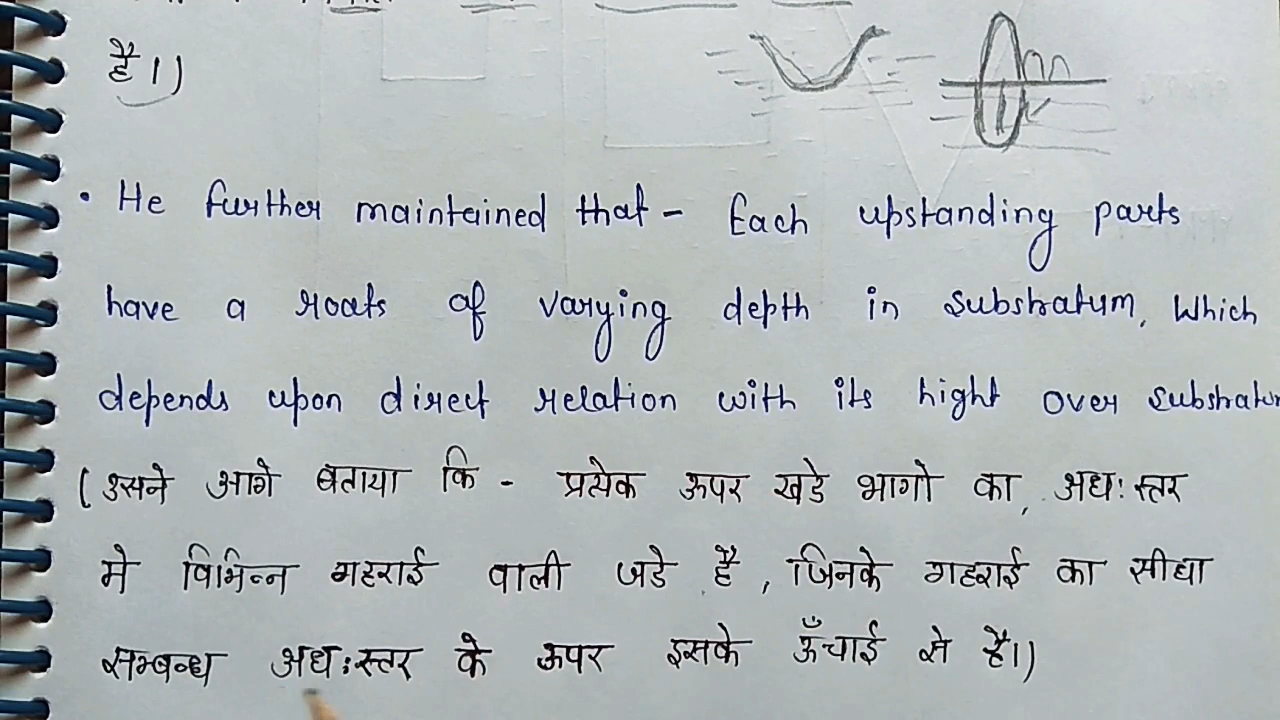 है।)
• He further maintained that - Each upstanding parts
have a roats of varying depth in substratum, which
depends upon direct relation with its hight over substratum
(उसने आगे बताया कि - प्रत्येक ऊपर खडे भागो का, अधः स्तर
मे विभिन्न गहराई वाली जडे है, जिनके गहराई का सीधा
सम्बन्ध अधः स्तर के ऊपर इसके ऊँचाई से है।)